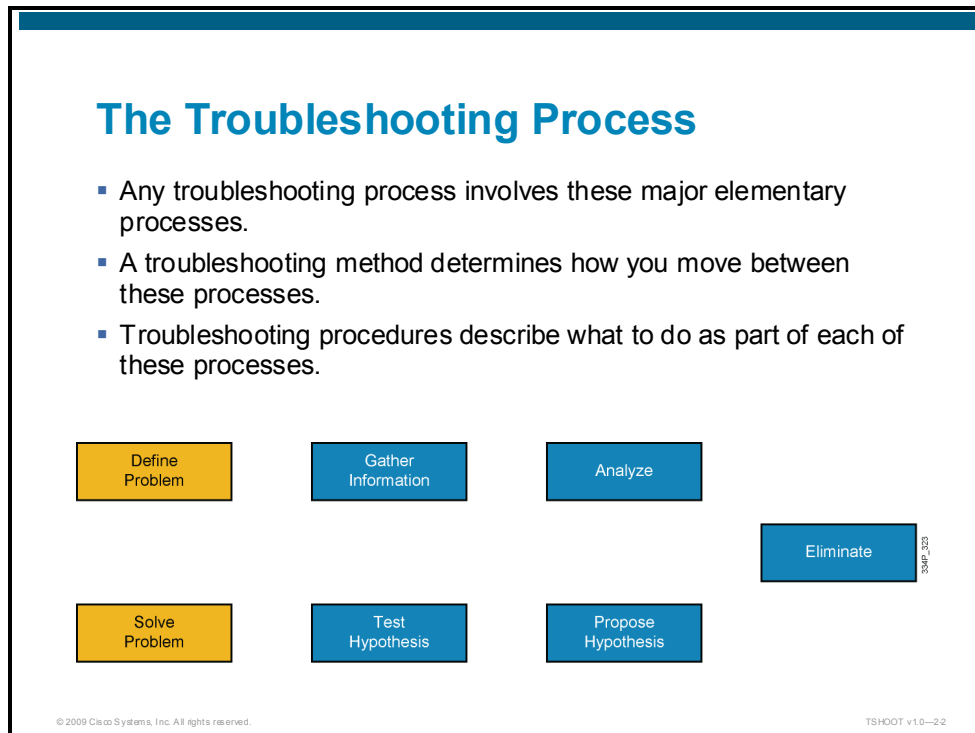 The Troubleshooting Process
Any troubleshooting process involves these major elementary
processes.
A troubleshooting method determines how you move between
these processes.
Troubleshooting procedures describe what to do as part of each of
these processes.
Define
Problem
Gather
Information
Analyze
Eliminate
334P_323
Solve
Problem
Test
Hypothesis
Propose
Hypothesis
© 2009 Cisco Systems, Inc. All rights reserved.
TSHOOT v1.0—2-2